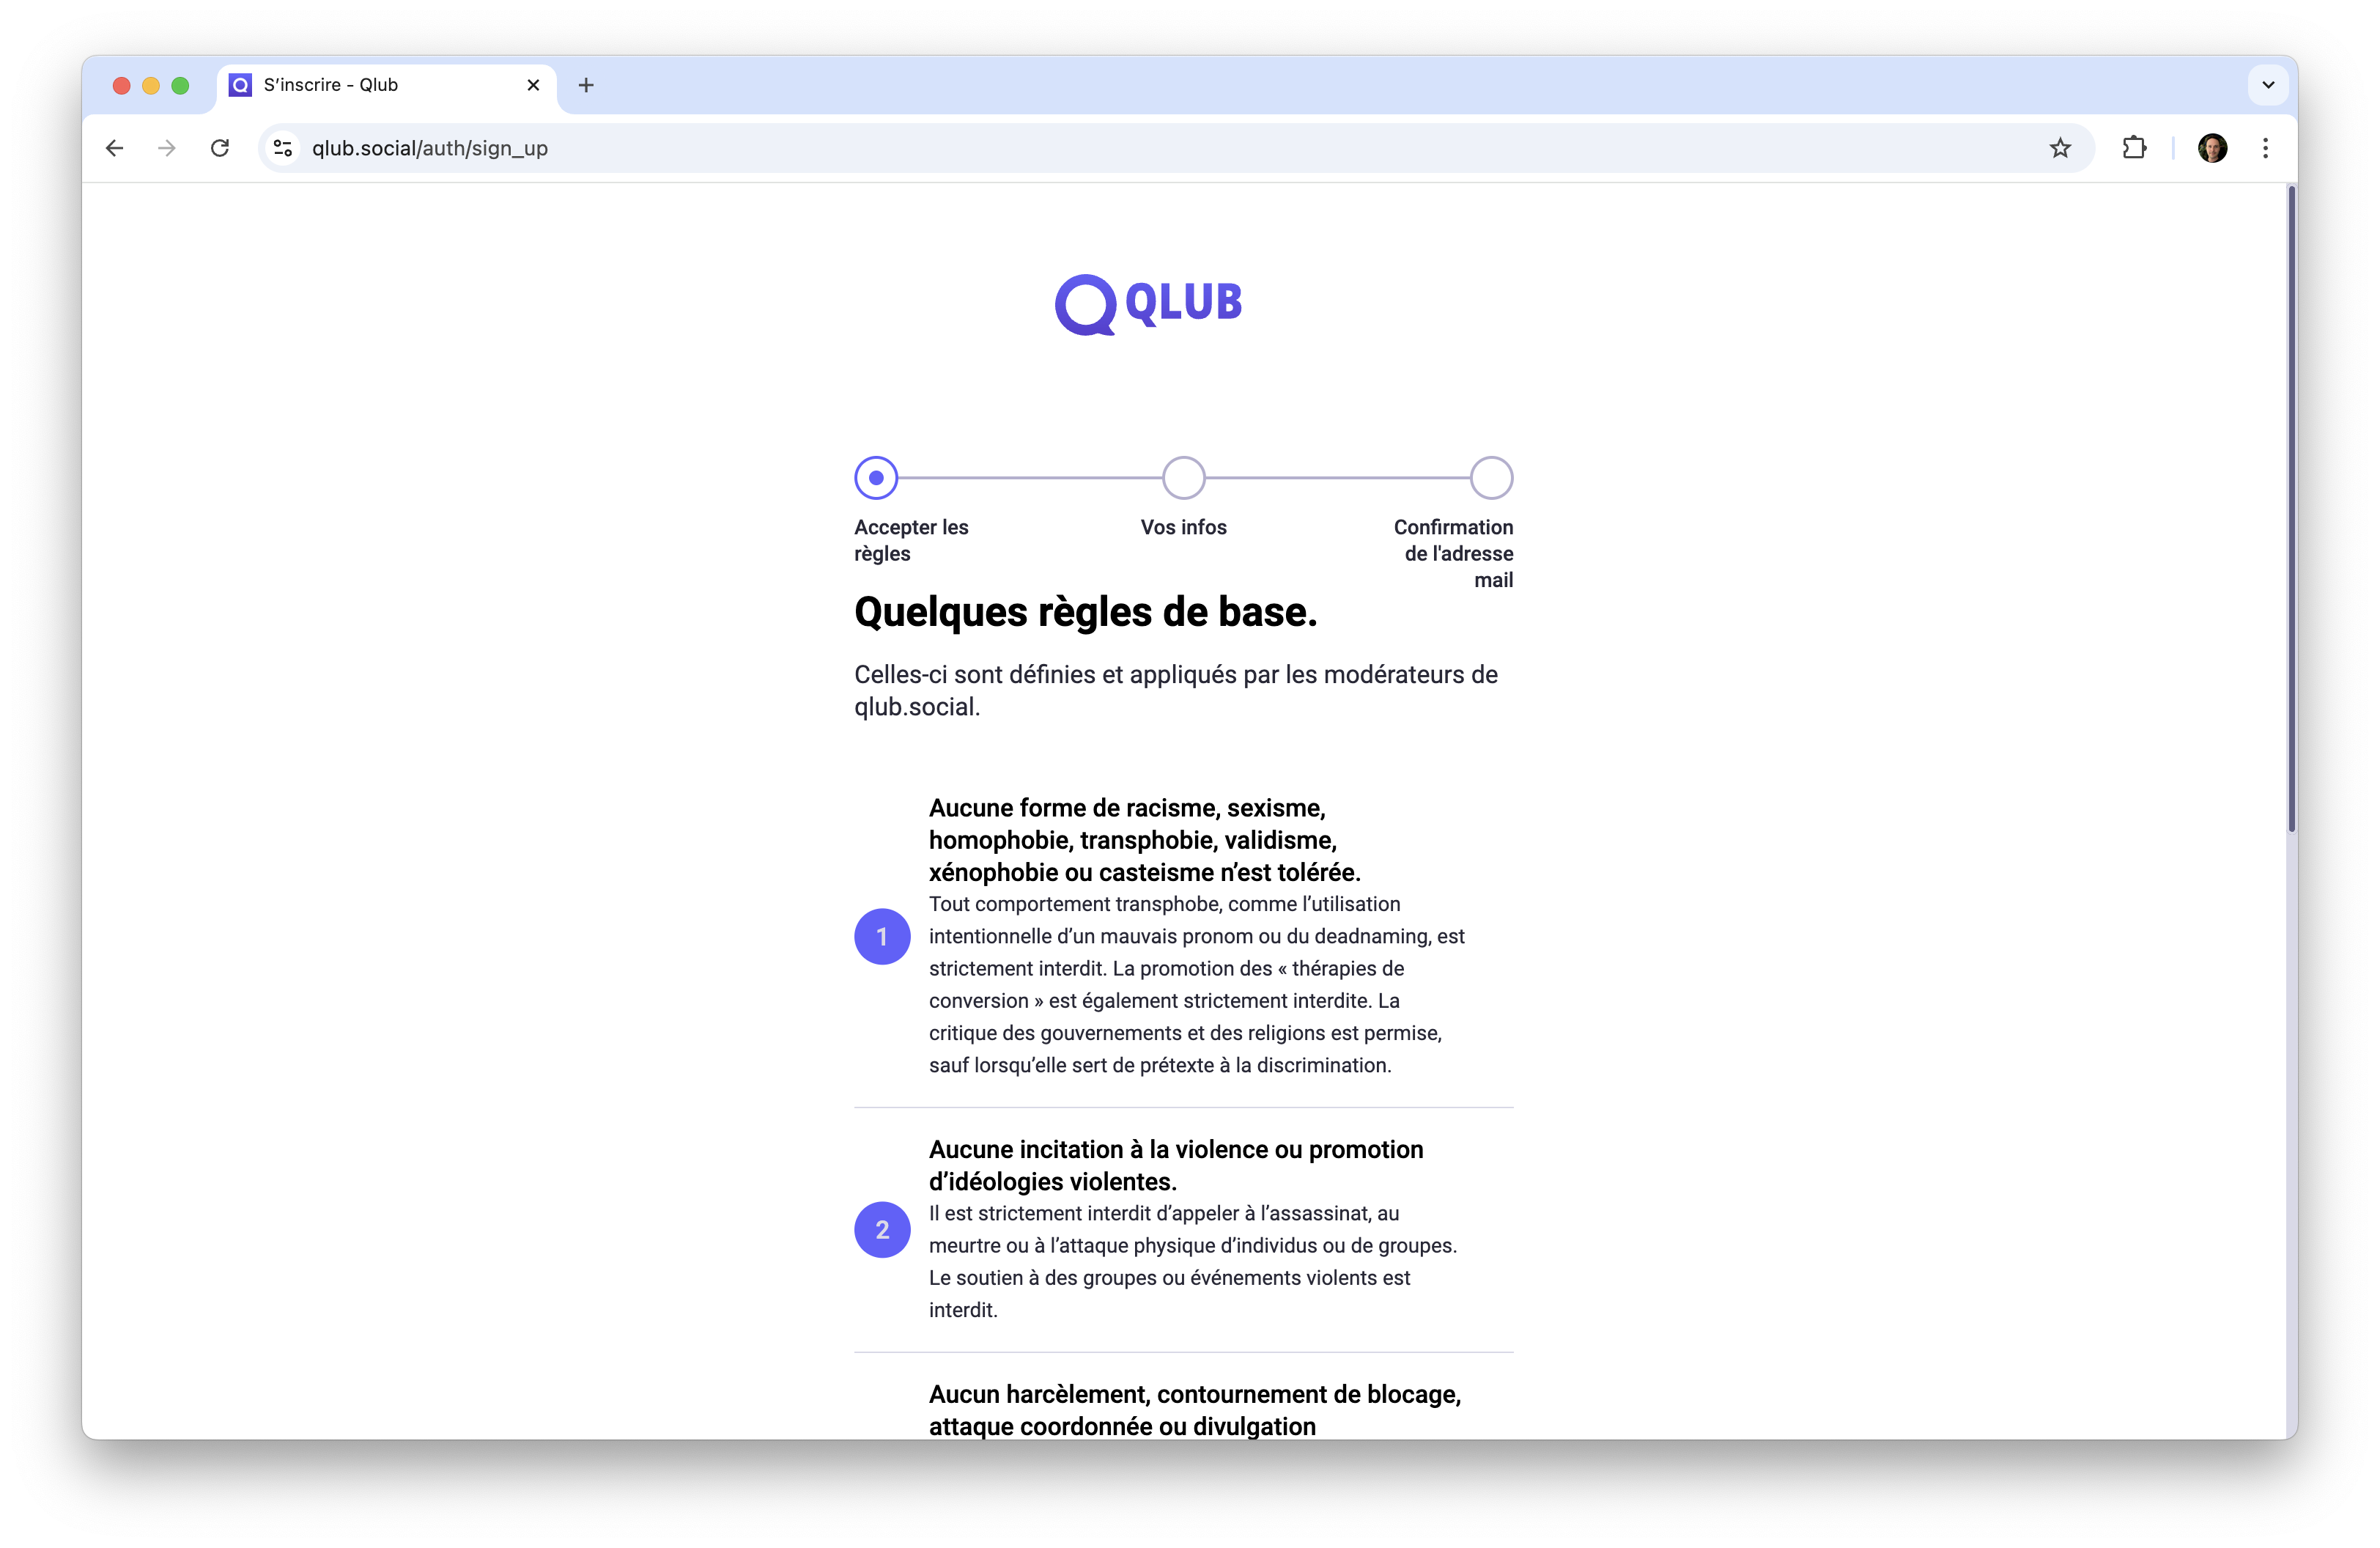 S’inscrire - Qlub
qlub.social/auth/sign_up
QLUB
Accepter les
règles
Vos infos
Confirmation
de l'adresse
mail
Quelques règles de base.
Celles-ci sont définies et appliqués par les modérateurs de
qlub.social.
Aucune forme de racisme, sexisme,
homophobie, transphobie, validisme,
xénophobie ou casteisme n’est tolérée.
1
Tout comportement transphobe, comme l’utilisation
intentionnelle d’un mauvais pronom ou du deadnaming, est
strictement interdit. La promotion des « thérapies de
conversion » est également strictement interdite. La
critique des gouvernements et des religions est permise,
sauf lorsqu’elle sert de prétexte à la discrimination.
Aucune incitation à la violence ou promotion
d’idéologies violentes.
2
Il est strictement interdit d’appeler à l’assassinat, au
meurtre ou à l’attaque physique d’individus ou de groupes.
Le soutien à des groupes ou événements violents est
interdit.
Aucun harcèlement, contournement de blocage,
attaque coordonnée ou divulgation